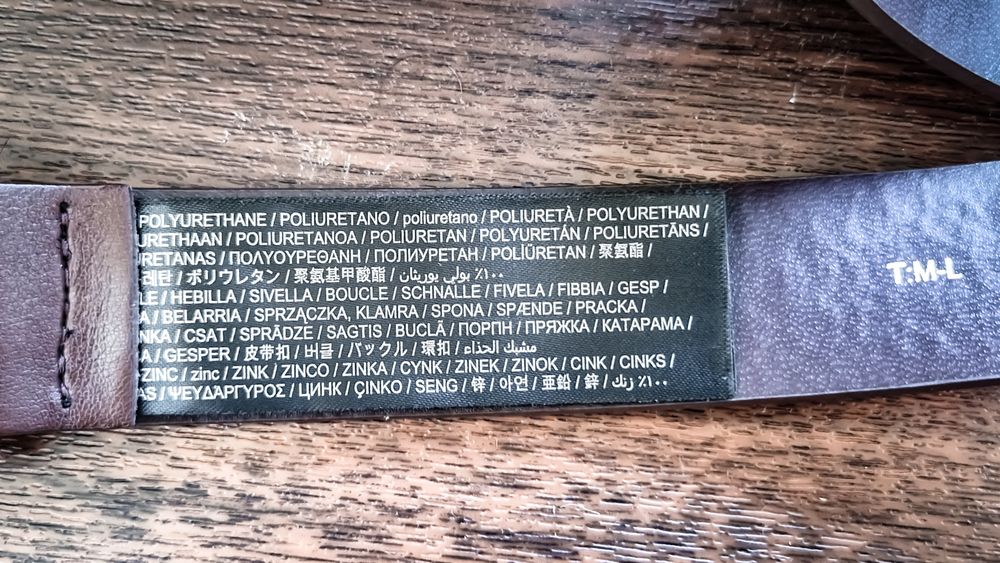 POLYURETHANE / POLIURETANO / poliuretano / POLIURETÀ / POLYURETHAN /
URETHAAN / POLIURETANOA / POLIURETAN / POLYURETÁN / POLIURETĀNS /
URETANAS / ΠΟΛΥΟΥΡΕΘΑΝΗ / ПОЛИУРЕТАН / POLİÜRETAN / 聚氨酯 /
레탄 / ポリウレタン / 聚氨基甲酸酯 / بولي يوريثان ٪١٠٠
LE / HEBILLA / SIVELLA / BOUCLE / SCHNALLE / FIVELA / FIBBIA / GESP /
A / BELARRIA / SPRZĄCZKA, KLAMRA / SPONA / SPÆNDE / PRACKA /
NKA / CSAT / SPRĀDZE / SAGTIS / BUCLĂ / ΠΟΡΠΗ / ПРЯЖКА / КАТАРАМА /
A / GESPER / 皮带扣 / 버클 / バックル / 環扣 / مشبك الحذاء
ZINC / zinc / ZINK / ZINCO / ZINKA / CYNK / ZINEK / ZINOK / CINK / CINKS /
AS / ΨΕΥΔΆΡΓΥΡΟΣ / ЦИНК / ÇİNKO / SENG / 锌 / 아연 / 亜鉛 / 鋅 / زنك ٪١٠٠
T:M-L